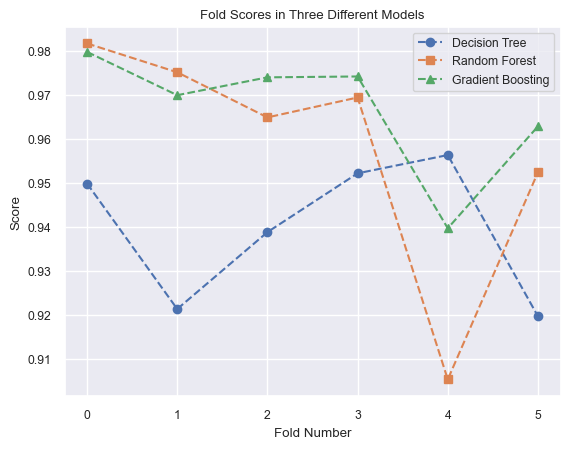 Fold Scores in Three Different Models
Decision Tree
Random Forest
Gradient Boosting
0.98
0.97
0.96
0.95
0.94
0.93
0.92
0.91
Score
0 1 2 3 4 5
Fold Number